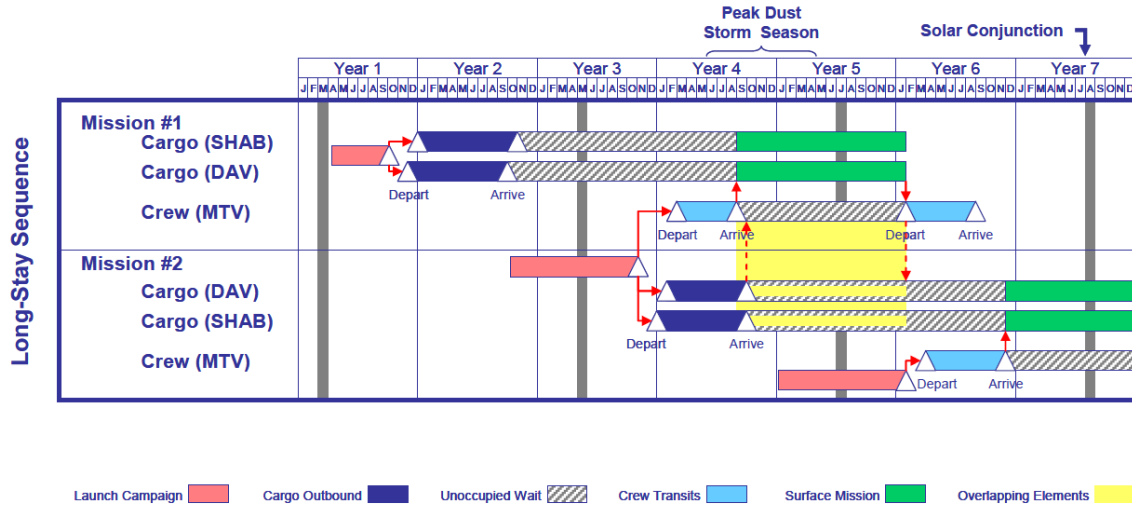 Peak Dust
Storm Season
Solar Conjunction
Year 1 Year 2 Year 3 Year 4 Year 5 Year 6 Year 7
J F M A M J J A S O N D J F M A M J J A S O N D J F M A M J J A S O N D J F M A M J J A S O N D J F M A M J J A S O N D J F M A M J J A S O N D J F M A M J J A S O N D
Long-Stay Sequence
Mission #1
Cargo (SHAB)
Cargo (DAV)
Depart Arrive
Crew (MTV)
Depart Arrive Depart Arrive
Mission #2
Cargo (DAV)
Cargo (SHAB)
Depart Arrive
Crew (MTV)
Depart Arrive
Launch Campaign Cargo Outbound Unoccupied Wait Crew Transits Surface Mission Overlapping Elements